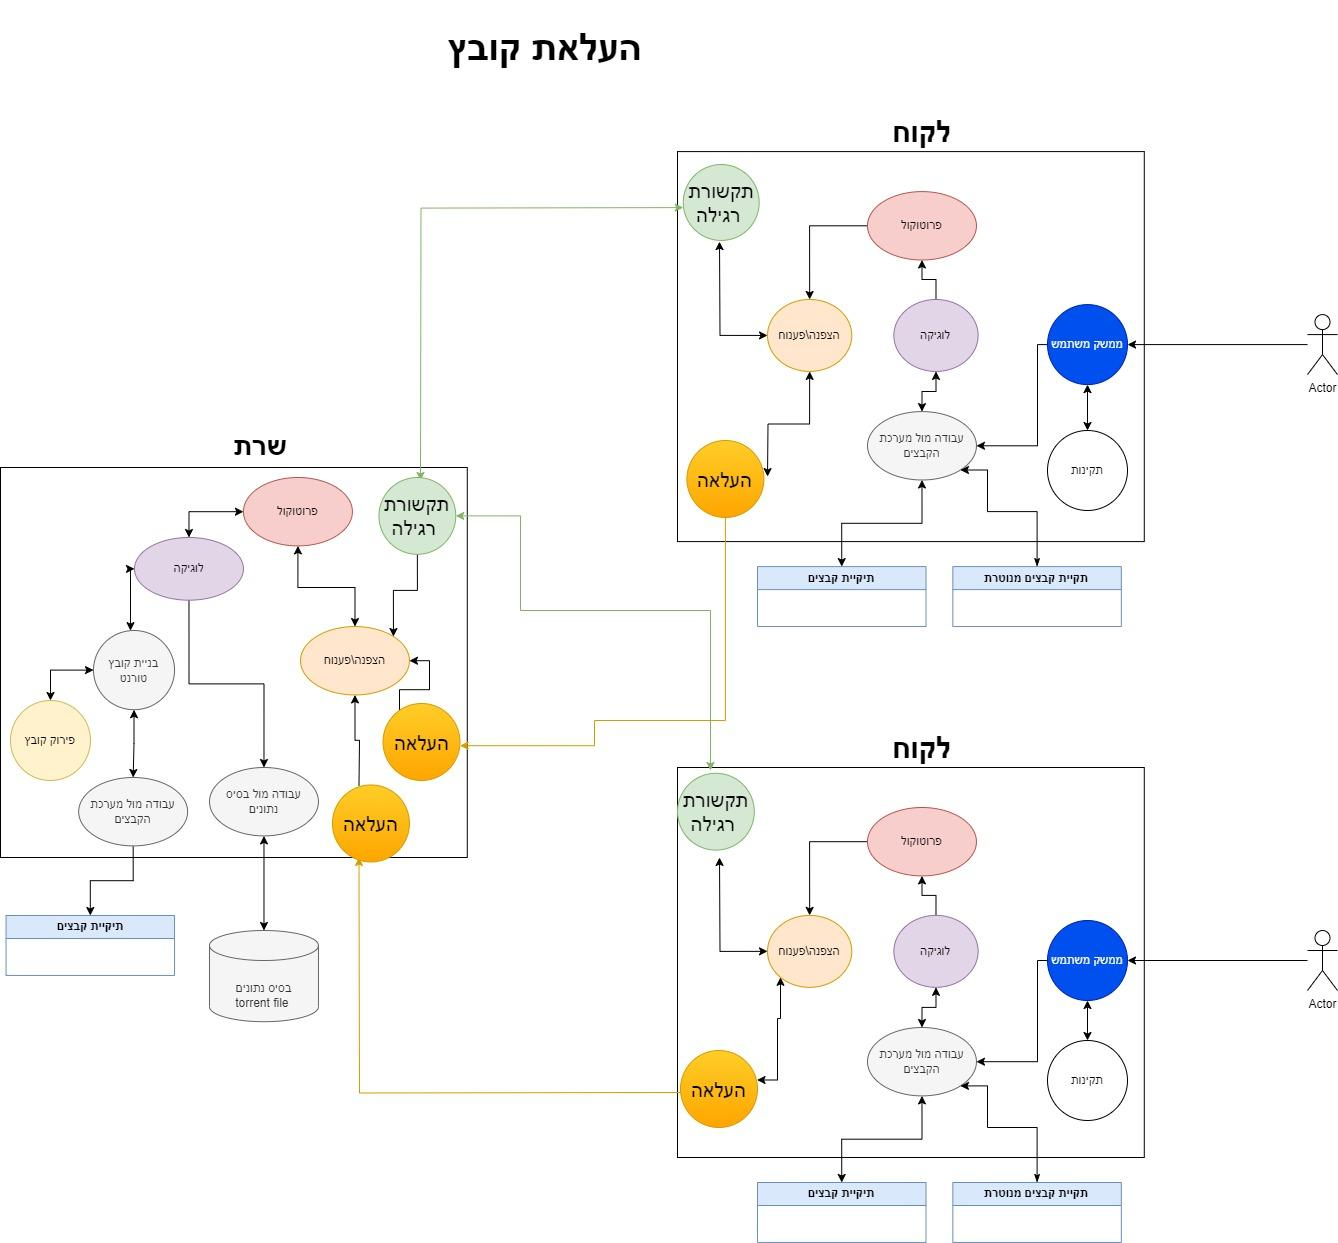 העלאת קובץ
לקוח
תקשורת
רגילה
פרוטוקול
הצפנה\פענוח
לוגיקה
ממשק משתמש
Actor
עבודה מול מערכת
הקבצים
תקינות
העלאה
תיקיית קבצים
תקיית קבצים מנוטרת
שרת
פרוטוקול
תקשורת
רגילה
לוגיקה
הצפנה\פענוח
בניית קובץ
טורנט
פירוק קובץ
העלאה
עבודה מול מערכת
הקבצים
עבודה מול בסיס
נתונים
העלאה
תיקיית קבצים
בסיס נתונים
torrent file
לקוח
תקשורת
רגילה
פרוטוקול
הצפנה\פענוח
לוגיקה
ממשק משתמש
Actor
עבודה מול מערכת
הקבצים
תקינות
העלאה
תיקיית קבצים
תקיית קבצים מנוטרת